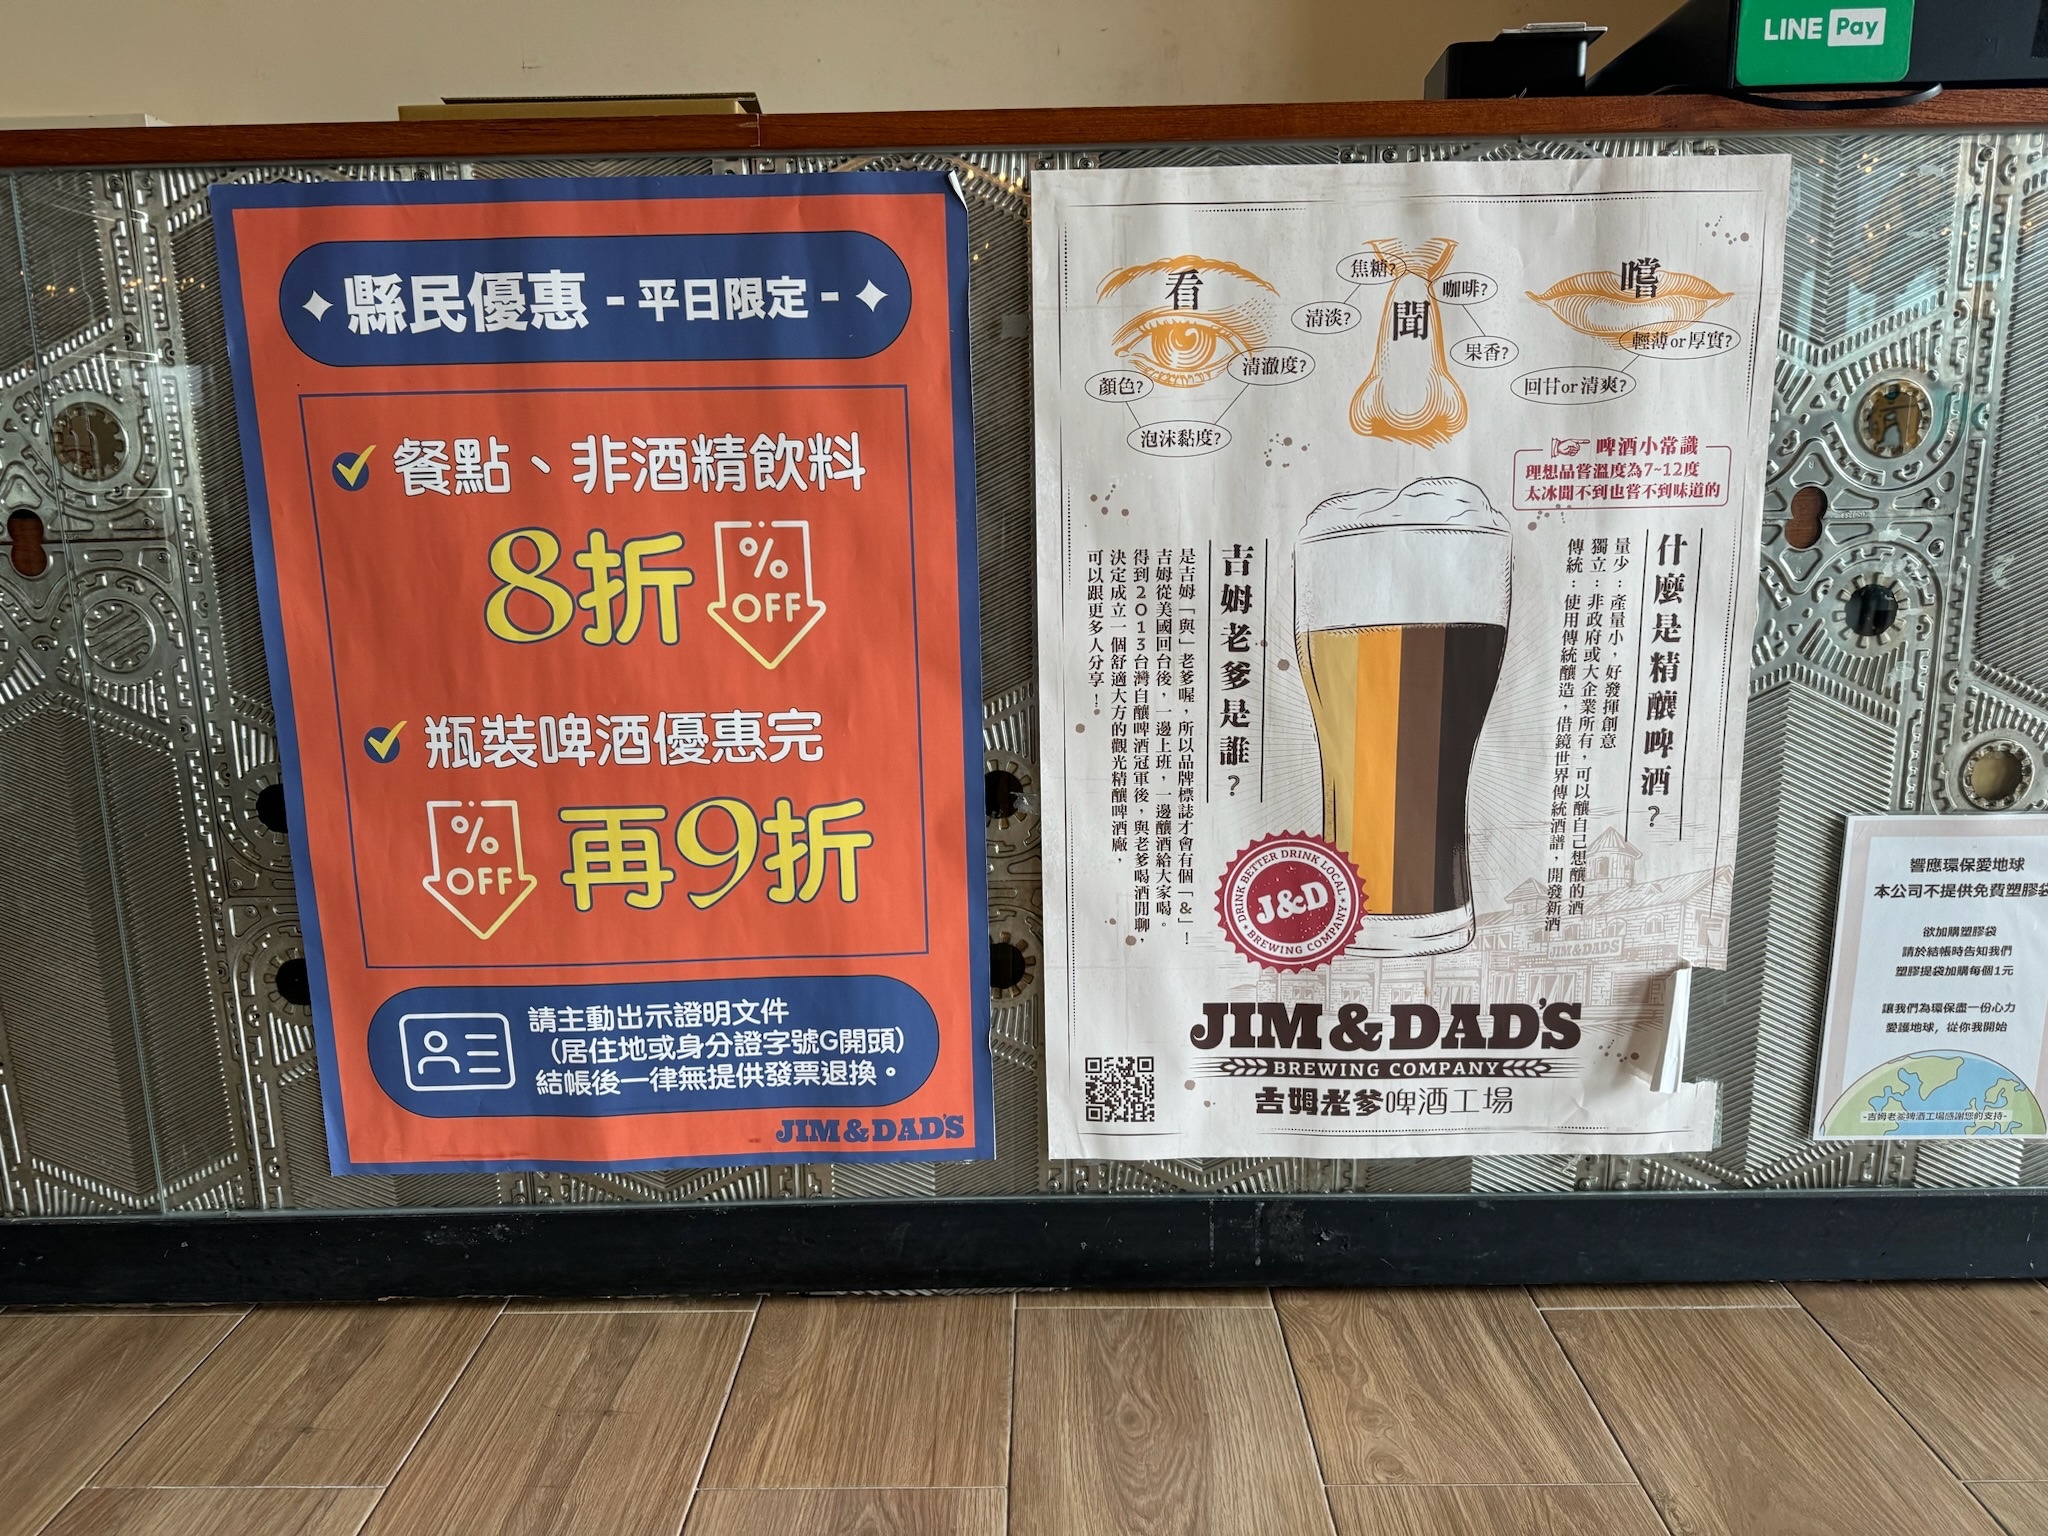 LINE Pay
縣民優惠 - 平日限定 -
餐點、非酒精飲料
8折
%
OFF
瓶裝啤酒優惠完
%
OFF
再9折
請主動出示證明文件
（居住地或身分證字號G開頭）
結帳後一律無提供發票退換。
JIM & DAD'S
看
顏色?
清澈度?
泡沫黏度?
聞
焦糖?
咖啡?
清淡?
果香?
嚐
輕薄or厚實?
回甘or清爽?
啤酒小常識
理想品嘗溫度為7~12度
太冰聞不到也嘗不到味道的
什麼是精釀啤酒？
量少：產量小，好發揮創意
獨立：非政府或大企業所有，可以釀自己想釀的酒
傳統：使用傳統釀造，借鏡世界傳統酒譜，開發新酒
吉姆老爹是誰？
是吉姆「與」老爹喔，所以品牌標誌才會有個「&」！
吉姆從美國回台後，一邊上班，一邊釀酒給大家喝。
得到2013台灣自釀啤酒冠軍後，與老爹喝酒閒聊，
決定成立一個舒適大方的觀光精釀啤酒廠，
可以跟更多人分享！
DRINK BETTER DRINK LOCAL
J&D
BREWING COMPANY
JIM & DAD'S
JIM & DAD'S
BREWING COMPANY
吉姆老爹啤酒工場
響應環保愛地球
本公司不提供免費塑膠袋
欲加購塑膠袋
請於結帳時告知我們
塑膠提袋加購每個1元
讓我們為環保盡一份心力
愛護地球，從你我開始
-吉姆老爹啤酒工場感謝您的支持-